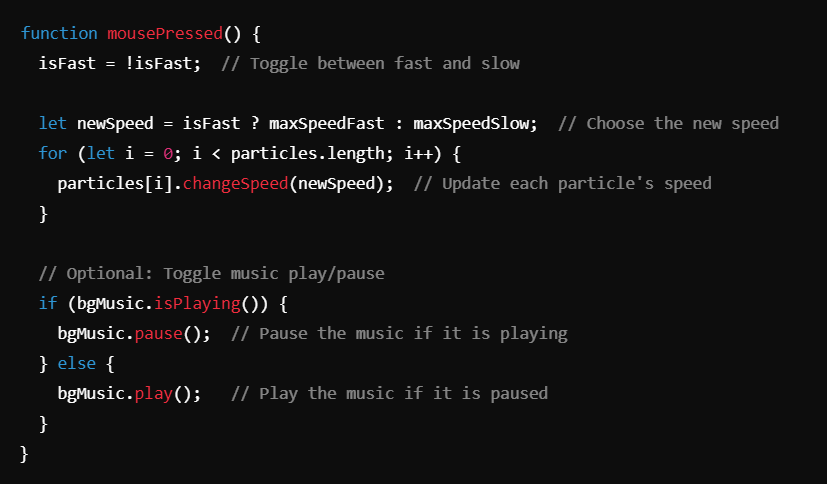 function mousePressed() {
  isFast = !isFast;  // Toggle between fast and slow

  let newSpeed = isFast ? maxSpeedFast : maxSpeedSlow;  // Choose the new speed
  for (let i = 0; i < particles.length; i++) {
    particles[i].changeSpeed(newSpeed);  // Update each particle's speed
  }

  // Optional: Toggle music play/pause
  if (bgMusic.isPlaying()) {
    bgMusic.pause();  // Pause the music if it is playing
  } else {
    bgMusic.play();   // Play the music if it is paused
  }
}